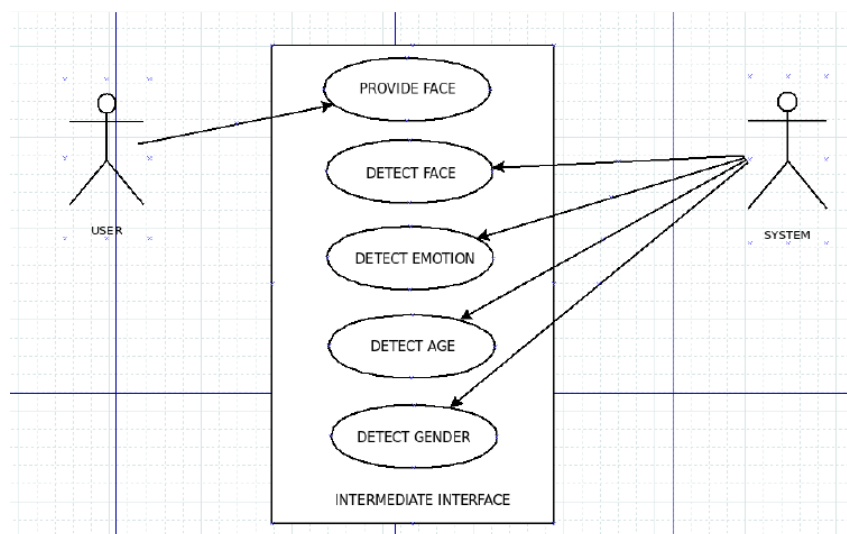 PROVIDE FACE
DETECT FACE
USER
SYSTEM
DETECT EMOTION
DETECT AGE
DETECT GENDER
INTERMEDIATE INTERFACE